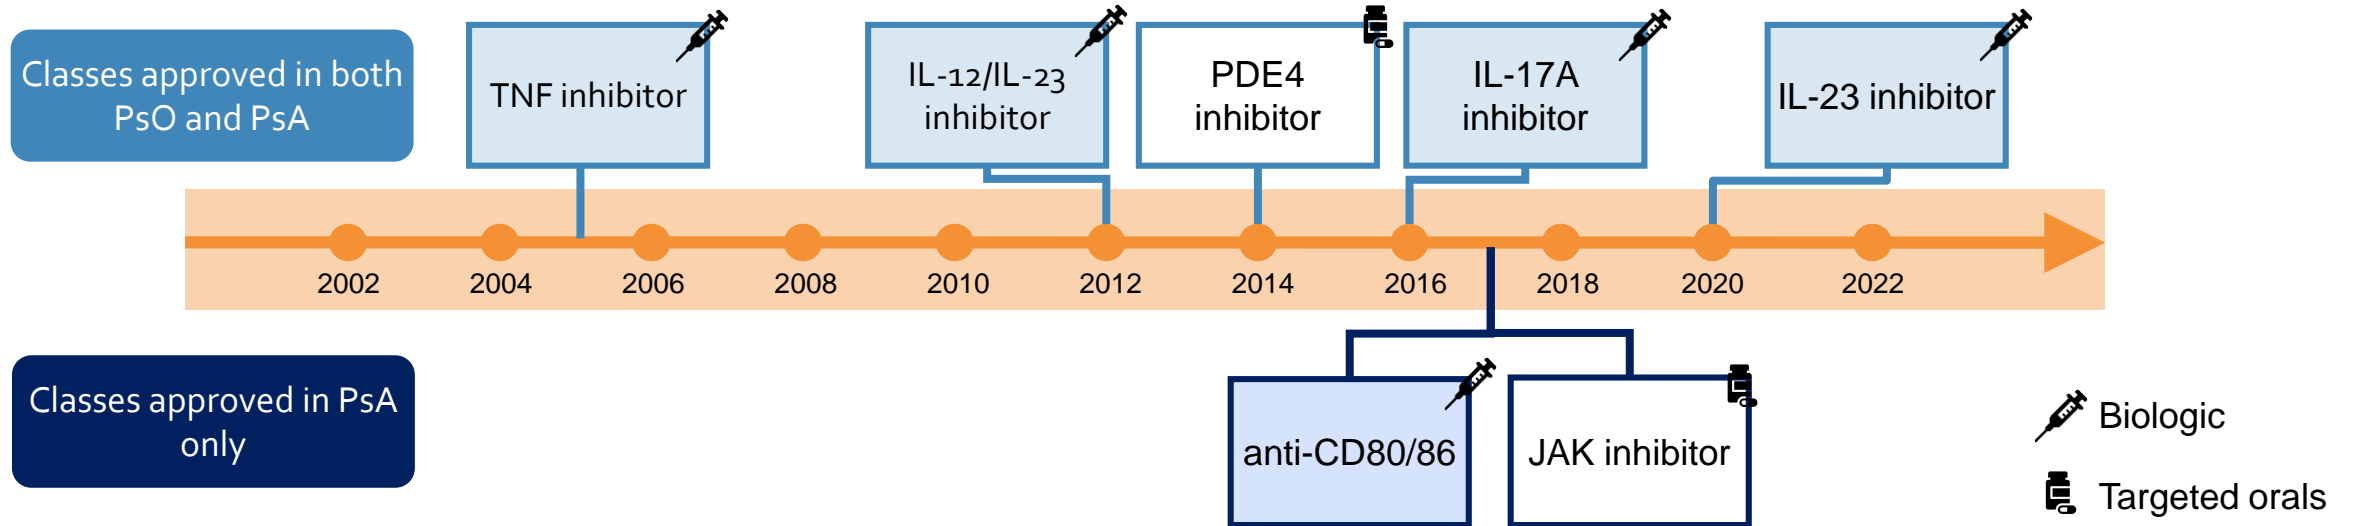 Classes approved in both
PsO and PsA
TNF inhibitor
IL-12/IL-23
inhibitor
PDE4
inhibitor
IL-17A
inhibitor
IL-23 inhibitor
2002
2004
2006
2008
2010
2012
2014
2016
2018
2020
2022
Classes approved in PsA
only
anti-CD80/86
JAK inhibitor
Biologic
Targeted orals